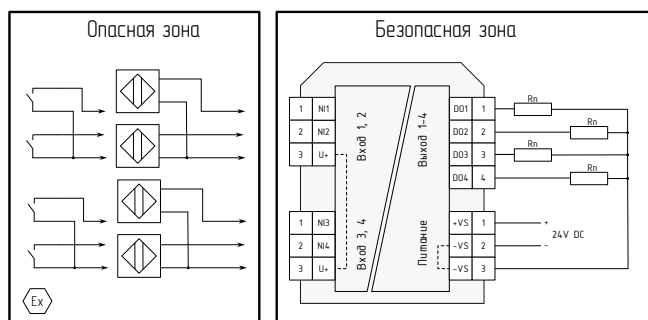 Опасная зона
Ex
Безопасная зона
1 NI1
2 NI2
3 U+
Вход 1, 2
1 NI3
2 NI4
3 U+
Вход 3, 4
Выход 1-4
DO1 1
DO2 2
DO3 3
DO4 4
Rn
Rn
Rn
Rn
Питание
+VS 1
-VS 2
-VS 3
+
24V DC
-